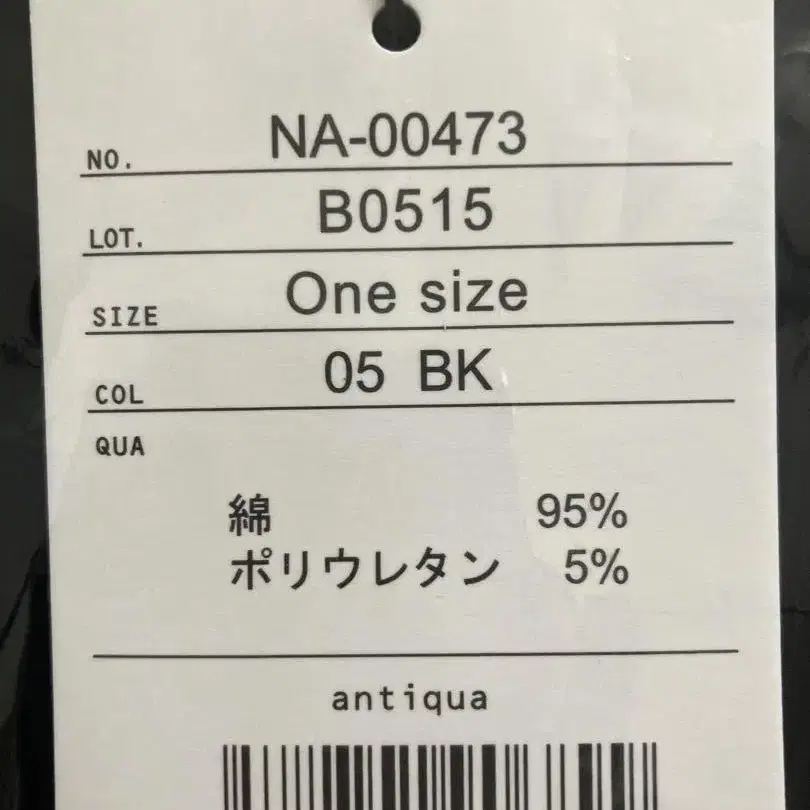 NO. NA-00473
LOT. B0515
SIZE One size
COL 05 BK
QUA
綿 95%
ポリウレタン 5%
antiqua